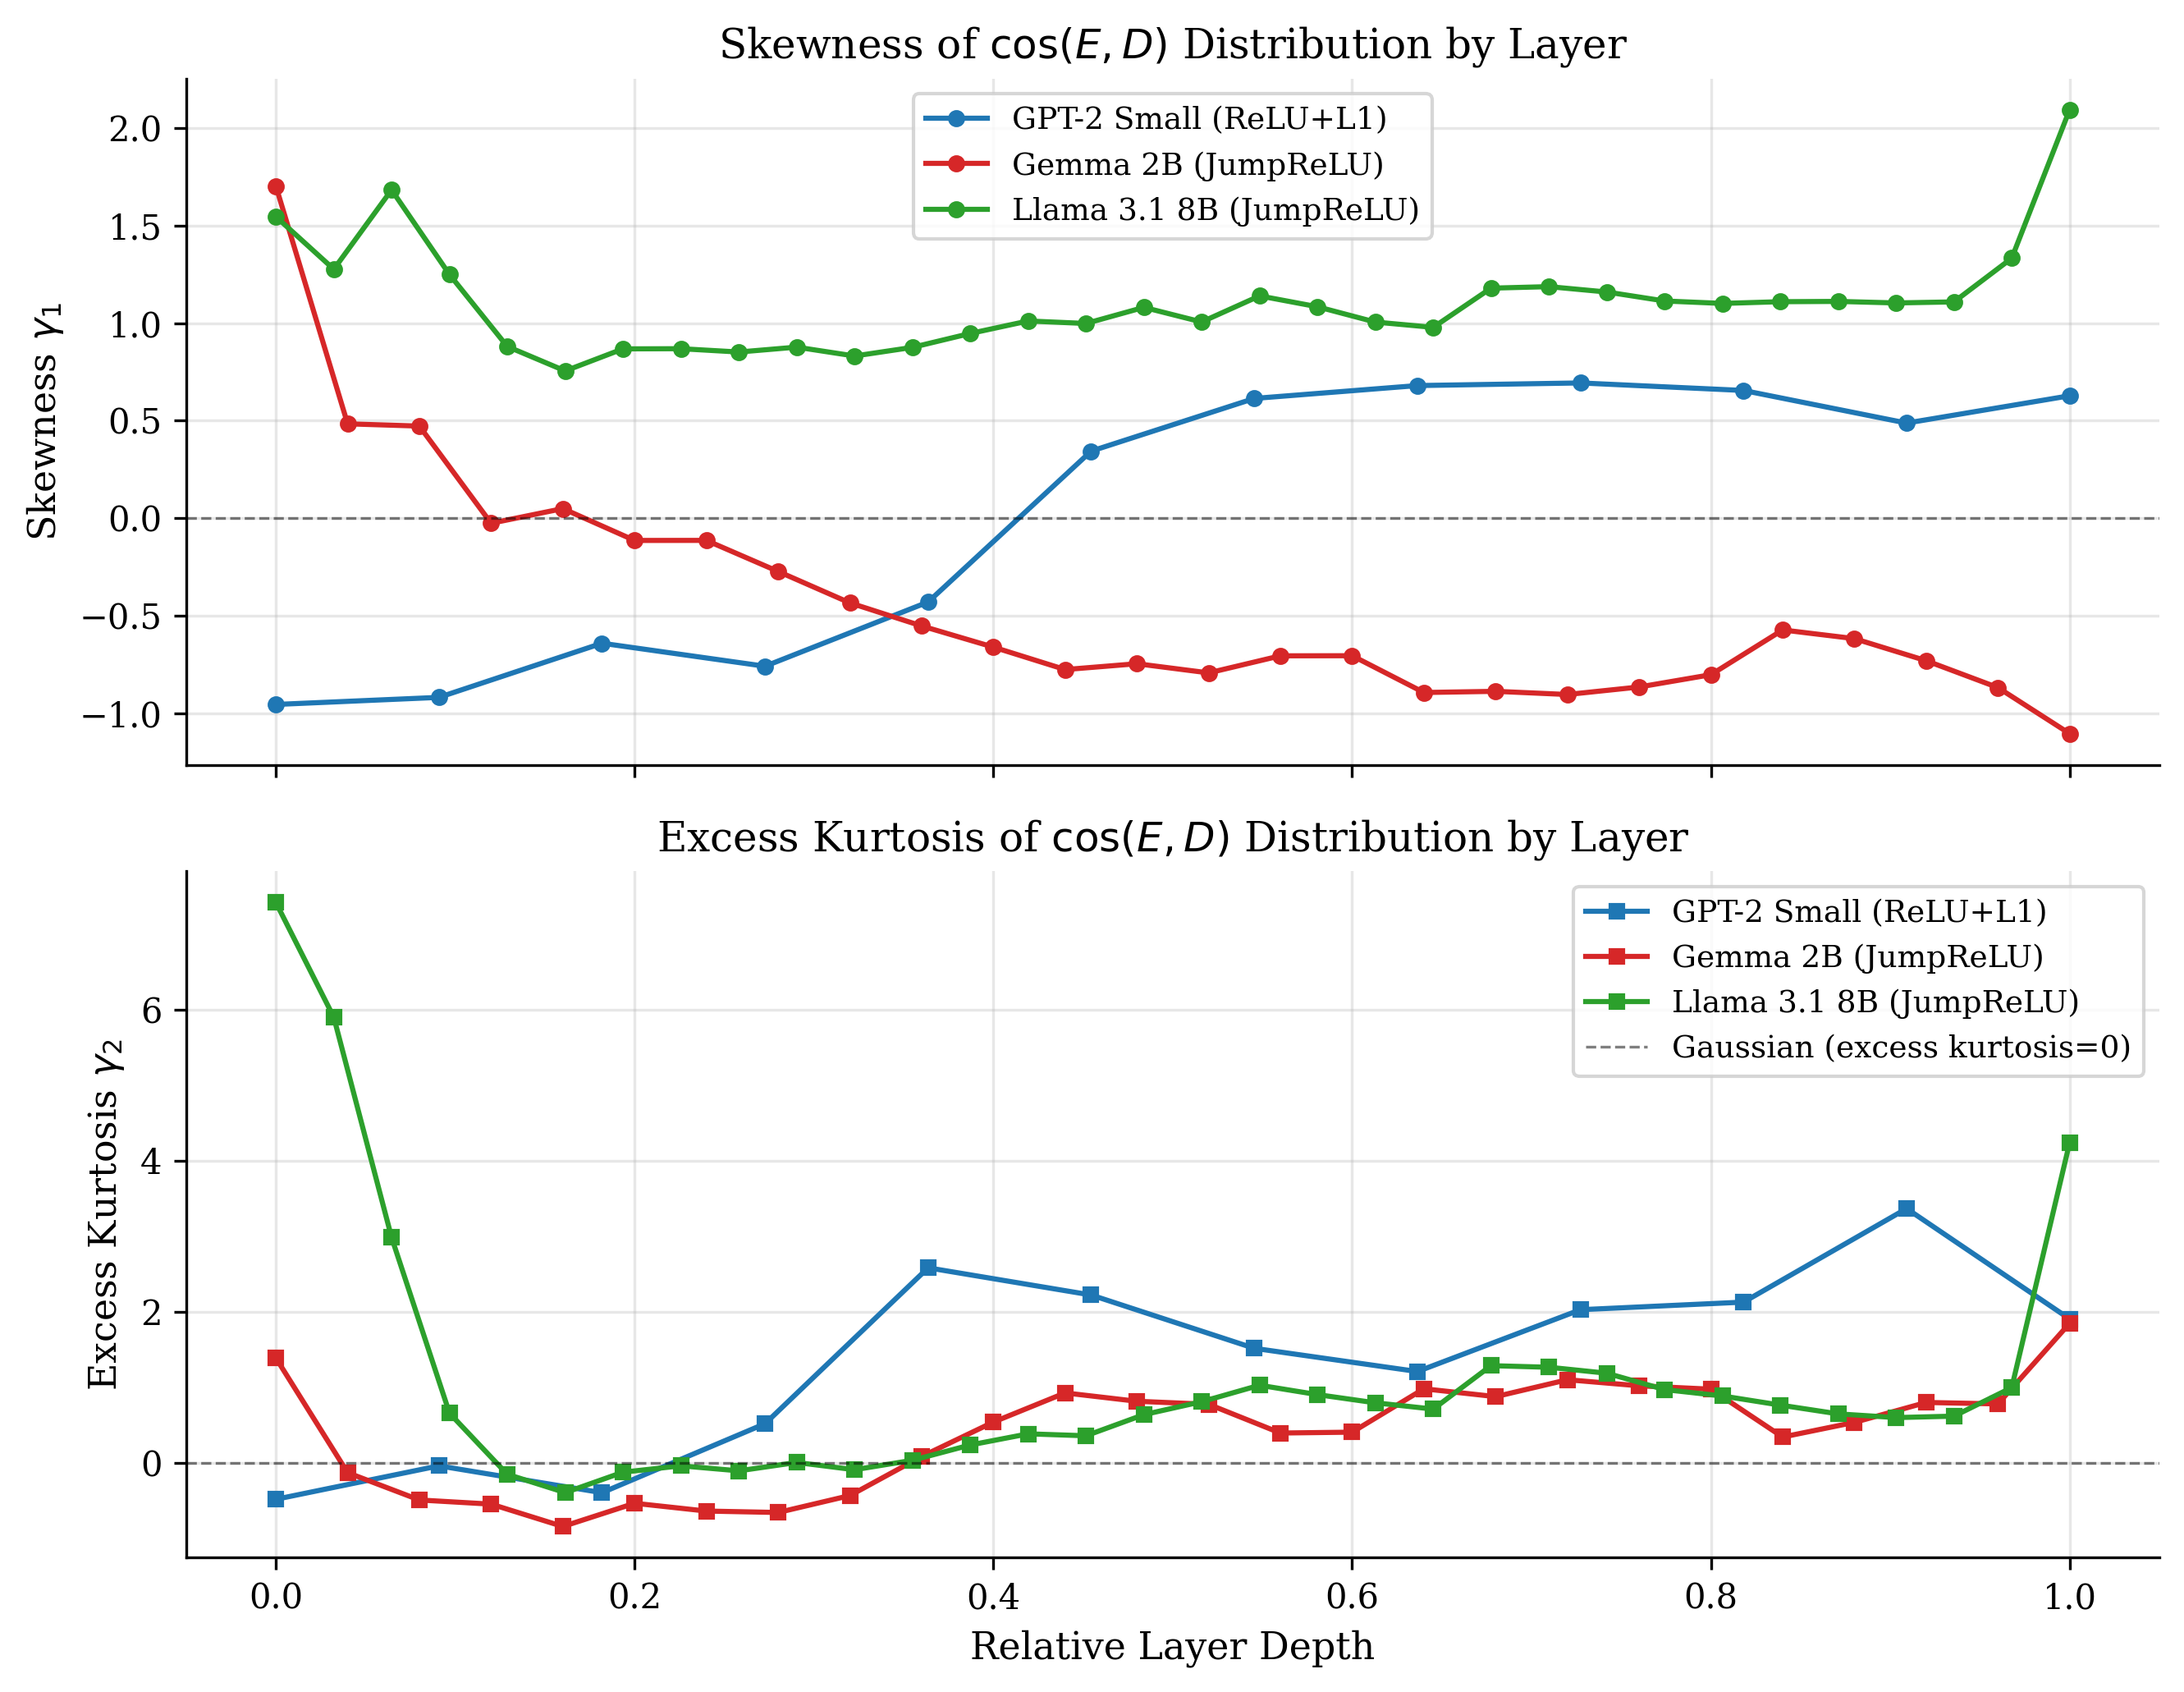 Skewness of cos(E, D) Distribution by Layer
GPT-2 Small (ReLU+L1)
Gemma 2B (JumpReLU)
Llama 3.1 8B (JumpReLU)
Skewness γ₁
2.0
1.5
1.0
0.5
0.0
−0.5
−1.0
Excess Kurtosis of cos(E, D) Distribution by Layer
GPT-2 Small (ReLU+L1)
Gemma 2B (JumpReLU)
Llama 3.1 8B (JumpReLU)
Gaussian (excess kurtosis=0)
Excess Kurtosis γ₂
6
4
2
0
0.0 0.2 0.4 0.6 0.8 1.0
Relative Layer Depth